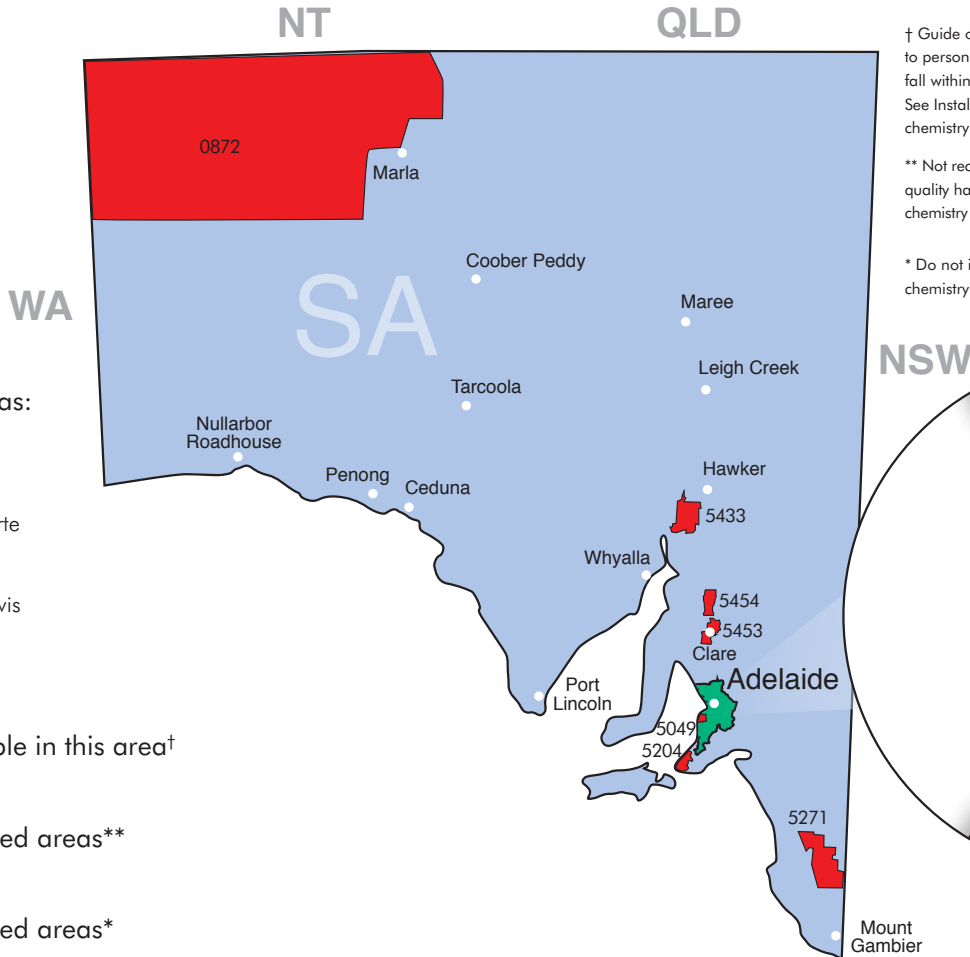 NT
QLD
† Guide o
to person
fall within
See Instal
chemistry
** Not rec
quality ha
chemistry
* Do not i
chemistry
0872
Marla
Coober Peddy
WA
SA
Maree
NSW
Leigh Creek
as:
Tarcoola
Nullarbor
Roadhouse
Penong
Ceduna
Hawker
rte
5433
Whyalla
vis
5454
5453
Clare
Adelaide
Port
Lincoln
5049
5204
ple in this area†
5271
ed areas**
ed areas*
Mount
Gambier